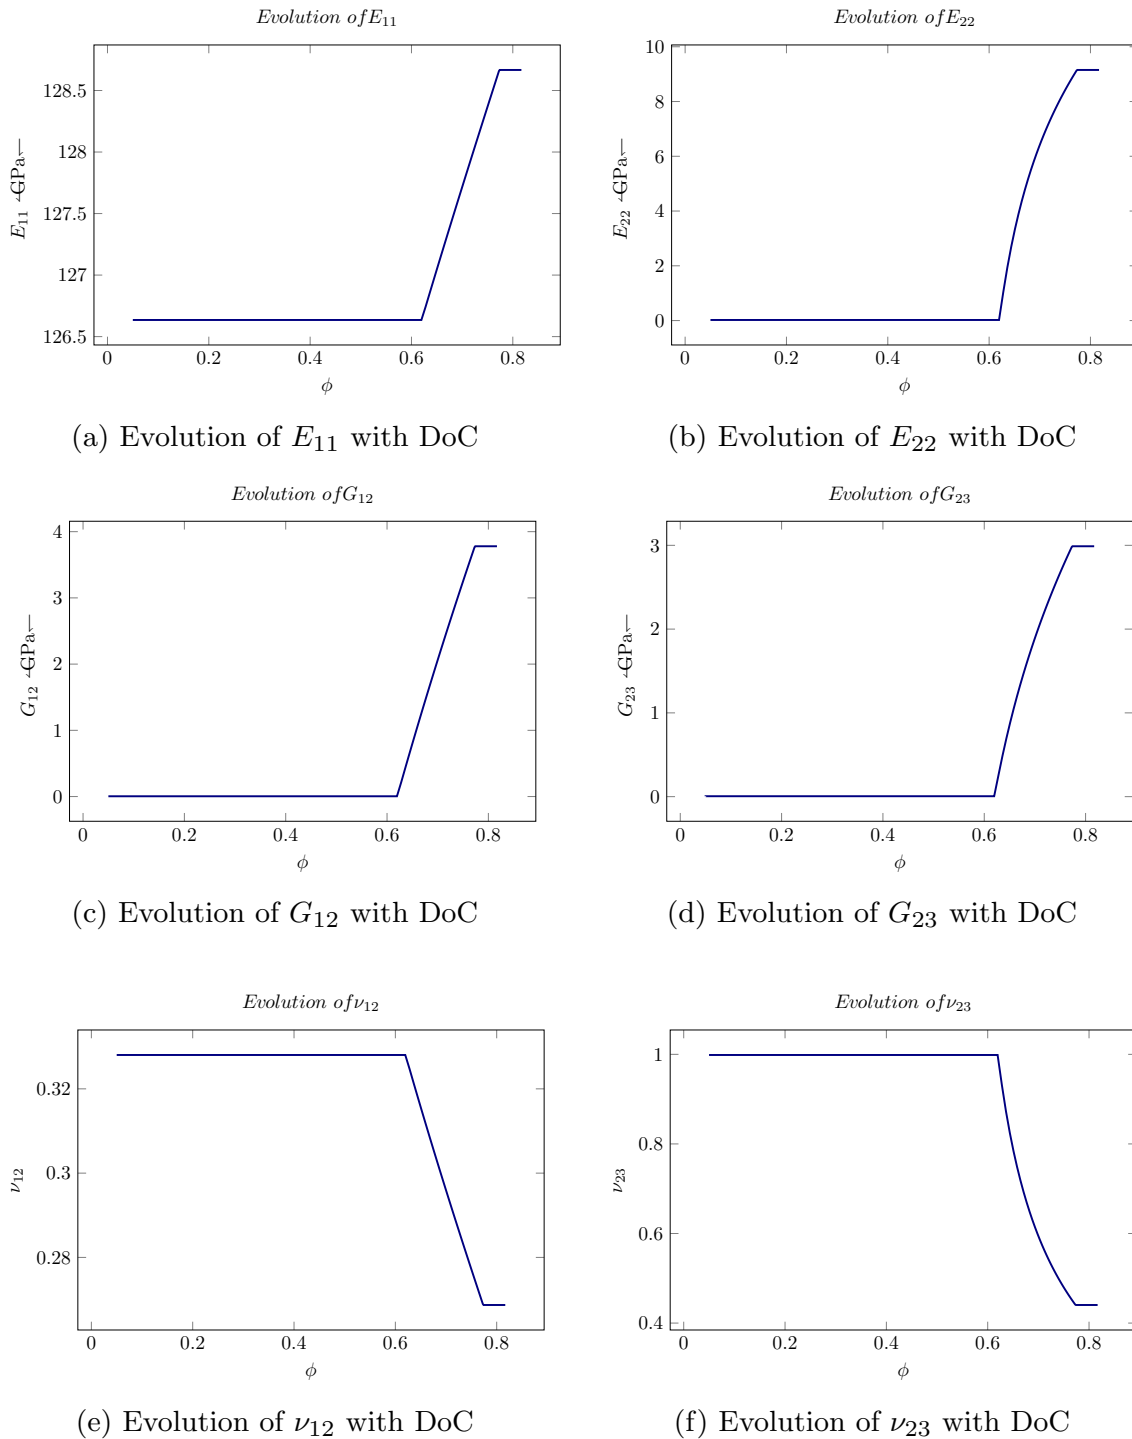 Evolution of E₁₁
128.5
128
127.5
127
126.5
E₁₁
GPa
0 0.2 0.4 0.6 0.8
ϕ
(a) Evolution of E₁₁ with DoC
Evolution of E₂₂
10
8
6
4
2
0
E₂₂
GPa
0 0.2 0.4 0.6 0.8
ϕ
(b) Evolution of E₂₂ with DoC
Evolution of G₁₂
4
3
2
1
0
G₁₂
GPa
0 0.2 0.4 0.6 0.8
ϕ
(c) Evolution of G₁₂ with DoC
Evolution of G₂₃
3
2
1
0
G₂₃
GPa
0 0.2 0.4 0.6 0.8
ϕ
(d) Evolution of G₂₃ with DoC
Evolution of ν₁₂
0.32
0.3
0.28
ν₁₂
0 0.2 0.4 0.6 0.8
ϕ
(e) Evolution of ν₁₂ with DoC
Evolution of ν₂₃
1
0.8
0.6
0.4
ν₂₃
0 0.2 0.4 0.6 0.8
ϕ
(f) Evolution of ν₂₃ with DoC